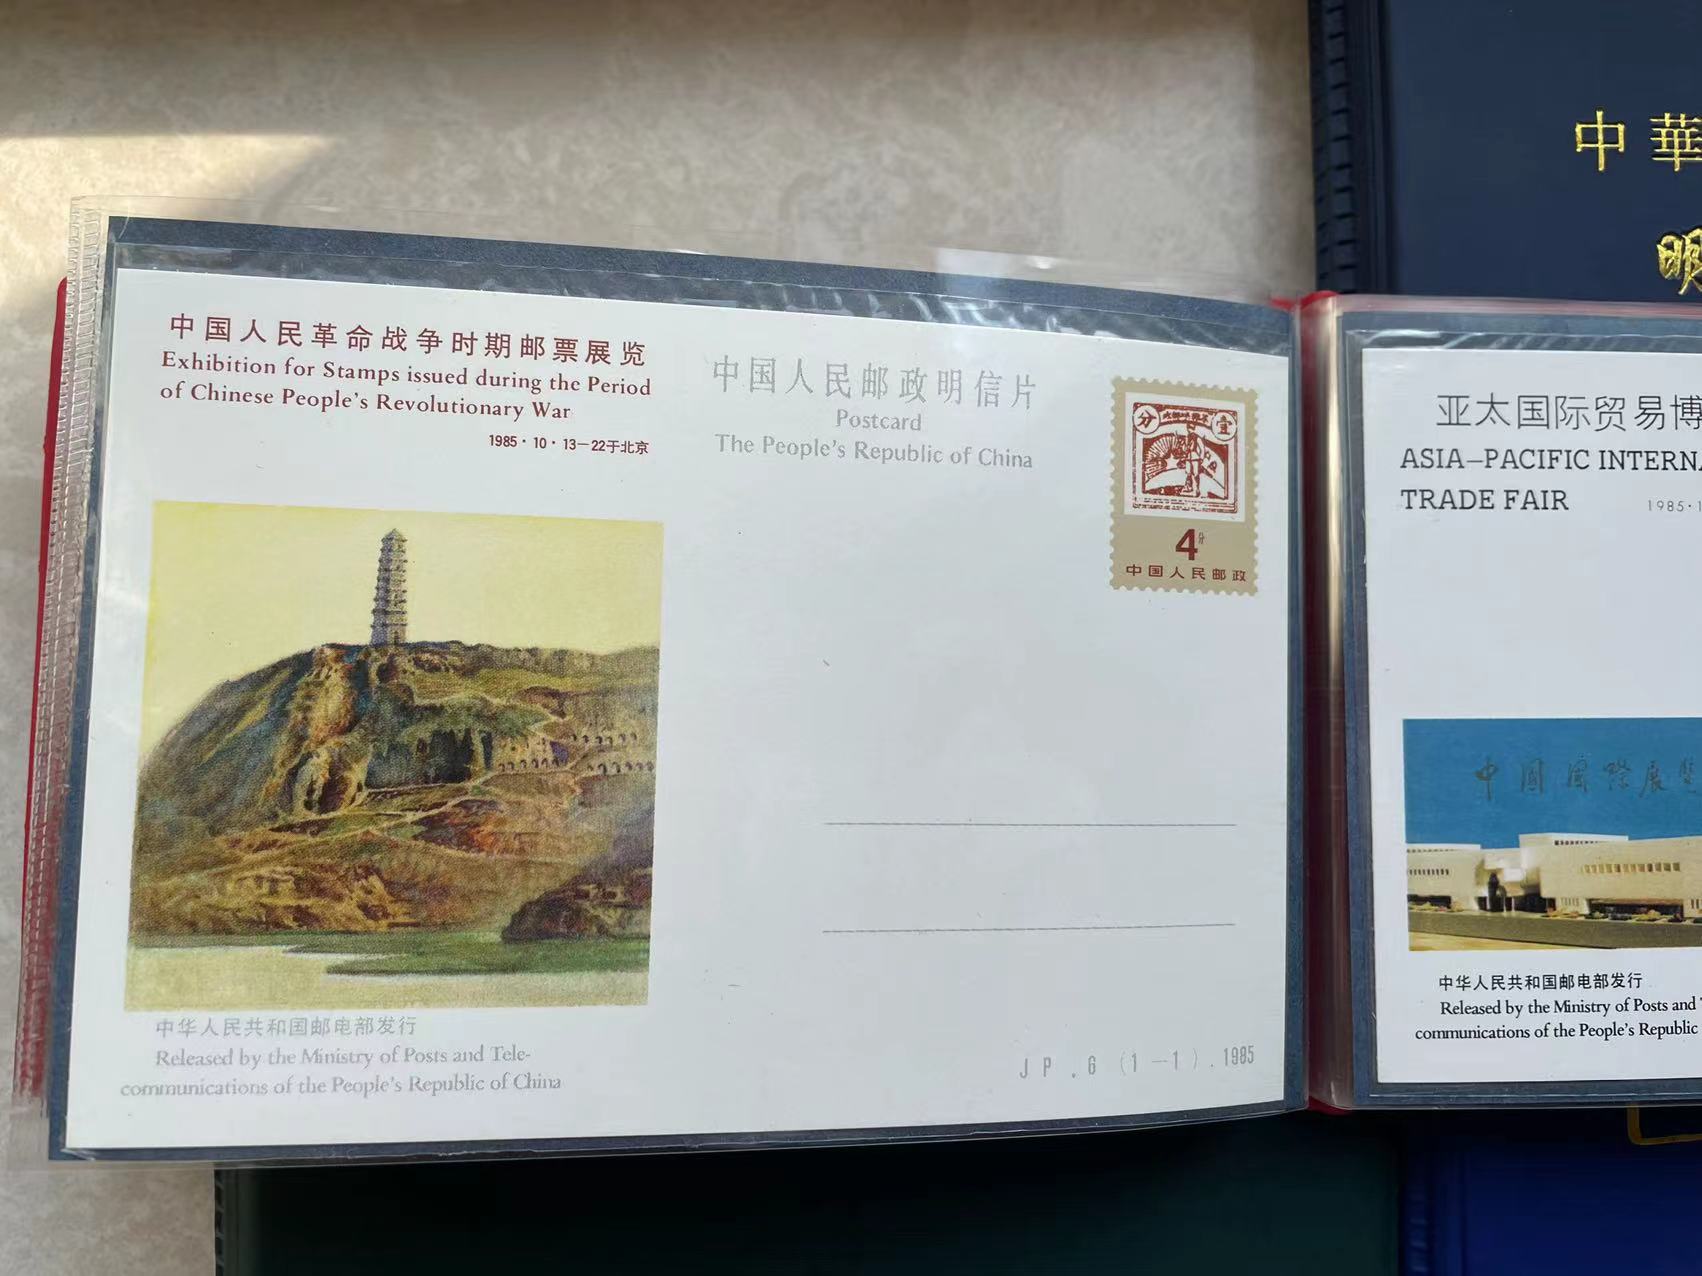 中國人民革命战争时期邮票展览
Exhibition for Stamps issued during the Period
of Chinese People's Revolutionary War
1985·10·13—22于北京
中国人民邮政明信片
Postcard
The People's Republic of China
分
壹
4分
中国人民邮政
中华人民共和国邮电部发行
Released by the Ministry of Posts and Tele-
communications of the People's Republic of China
JP.6(1—1).1985
亚太国际贸易博
ASIA–PACIFIC INTERNA
TRADE FAIR
1985·1
中國國際展覽
中华人民共和国邮电部发行
Released by the Ministry of Posts and T
communications of the People's Republic
中華
明